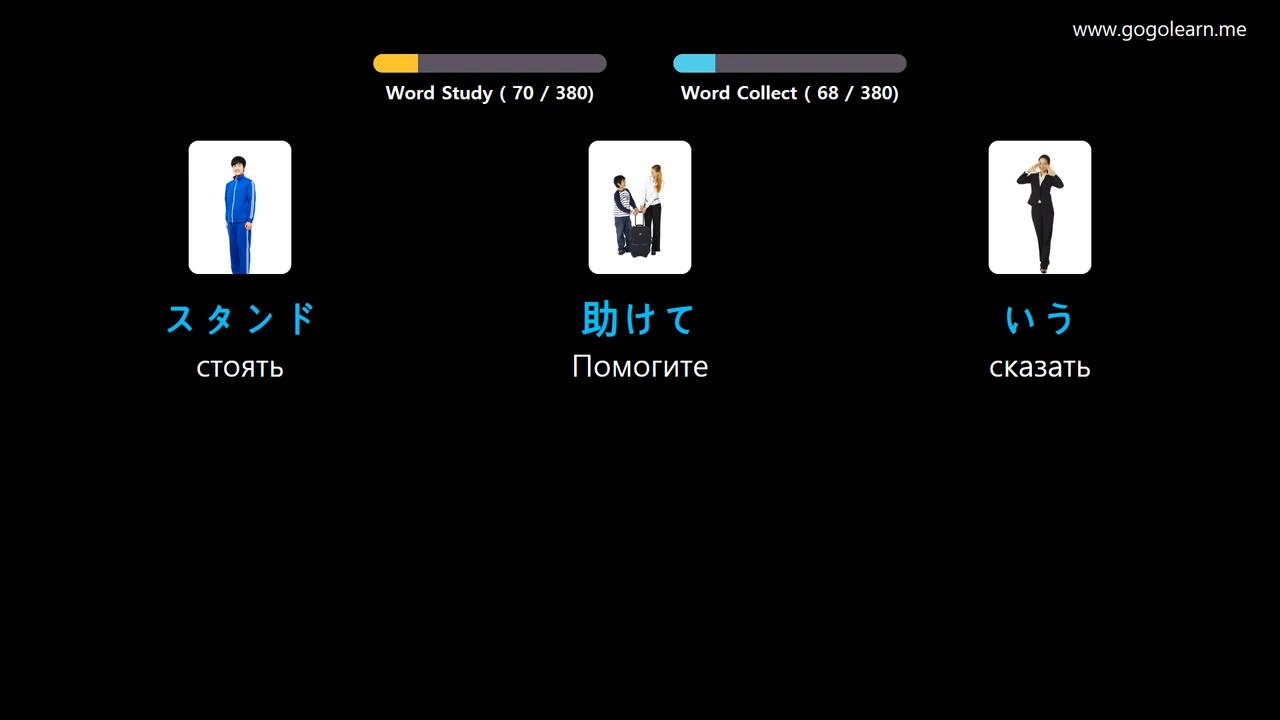 www.gogolearn.me
Word Study ( 70 / 380)
Word Collect ( 68 / 380)
スタンド
стоять
助けて
Помогите
いう
сказать